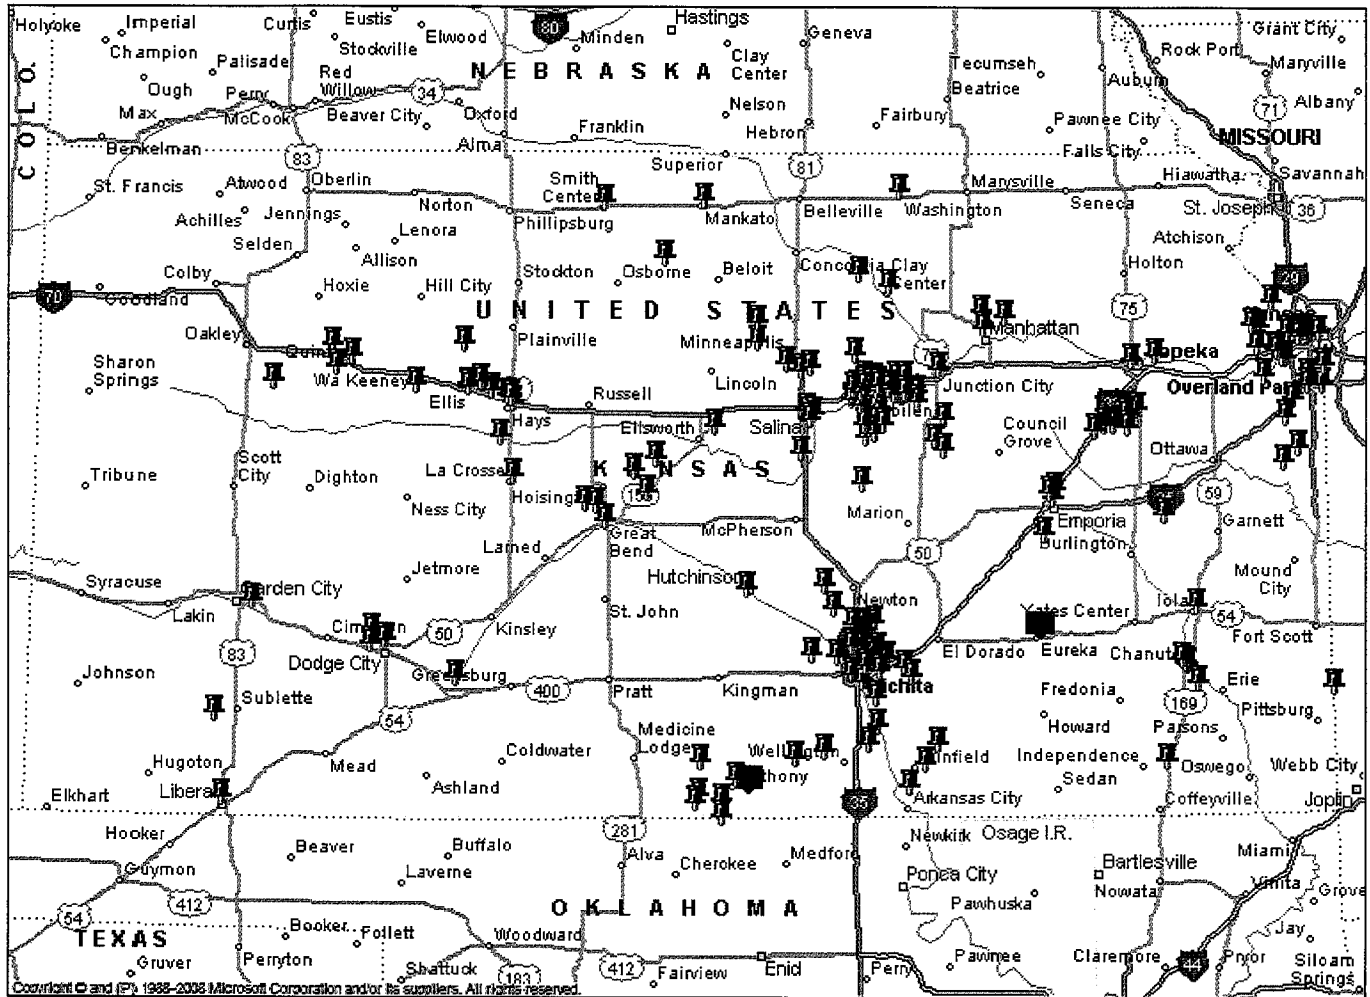 Holyoke
Imperial
Curtis
Eustis
Elwood
80
Minden
Hastings
Geneva
Grant City
Champion
Stockville
Clay
Center
Rock Port
Maryville
COLO.
Palisade
Red
Willow
NEBRASKA
Tecumseh
Beatrice
Auburn
Ough
34
Albany
Max
Perry
McCook
Beaver City
Oxford
Nelson
Fairbury
Pawnee City
71
Benkelman
Alma
Franklin
Hebron
Falls City
MISSOURI
83
Superior
81
St. Francis
Atwood
Oberlin
Smith
Center
Marysville
Hiawatha
Savannah
Achilles
Jennings
Norton
Phillipsburg
Mankato
Belleville
Washington
Seneca
St. Joseph
36
Selden
Lenora
Atchison
Colby
Allison
Stockton
Osborne
Beloit
Concordia
Clay
Center
Holton
Goodland
70
Hoxie
Hill City
UNITED STATES
75
Oakley
Plainville
Minneapolis
Manhattan
Sharon
Springs
Wa Keeney
Topeka
Lincoln
Junction City
Overland Par
Ellis
Russell
Hays
Ellsworth
Salina
Council
Grove
Ottawa
Tribune
Scott
City
Dighton
La Crosse
KANSAS
Ness City
Hoising
59
Marion
Garnett
Great
Bend
McPherson
Emporia
Larned
50
Burlington
Syracuse
Garden City
Jetmore
Hutchinson
Mound
City
Lakin
St. John
Newton
Yates Center
Iola
54
50
Kinsley
Fort Scott
83
Dodge City
El Dorado
Eureka
Chanut
Johnson
Greensburg
400
Pratt
Kingman
Erie
Sublette
Fredonia
169
Pittsburg
54
Howard
Parsons
Medicine
Lodge
Hugoton
Mead
Coldwater
Independence
Oswego
Webb City
Sedan
Elkhart
Liberal
Ashland
Arkansas City
Coffeyville
Joplin
Hooker
281
Newkirk
Osage I.R.
Beaver
Buffalo
Alva
Cherokee
Medford
Miami
Guymon
Laverne
Ponca City
Bartlesville
Nowata
Vinita
Grove
412
54
OKLAHOMA
Pawhuska
TEXAS
Booker
Follett
Woodward
Jay
Gruver
Perryton
Shattuck
183
412
Fairview
Enid
Perry
Pawnee
Claremore
Pryor
Siloam
Springs
Copyright © and (P) 1988–2006 Microsoft Corporation and/or its suppliers. All rights reserved.